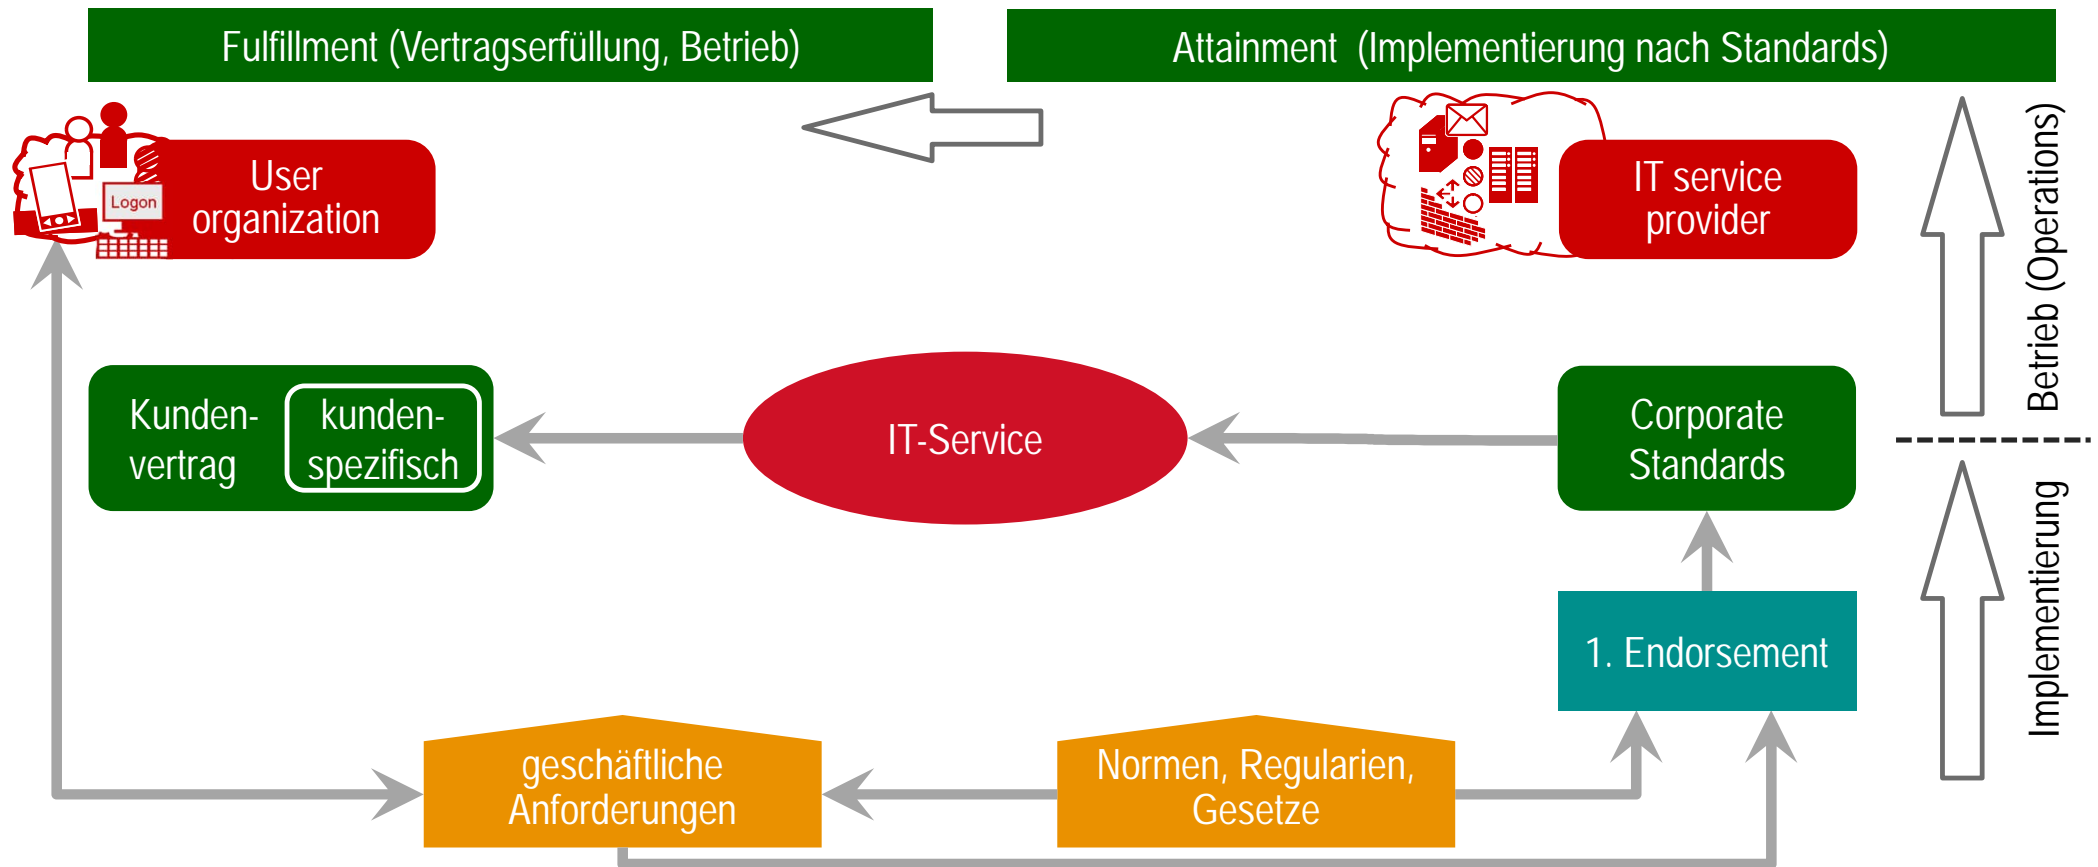 Fulfillment (Vertragserfüllung, Betrieb)
Attainment  (Implementierung nach Standards)
Logon
User
organization
IT service
provider
Betrieb (Operations)
Kunden-
vertrag
kunden-
spezifisch
IT-Service
Corporate
Standards
Implementierung
1. Endorsement
geschäftliche
Anforderungen
Normen, Regularien,
Gesetze